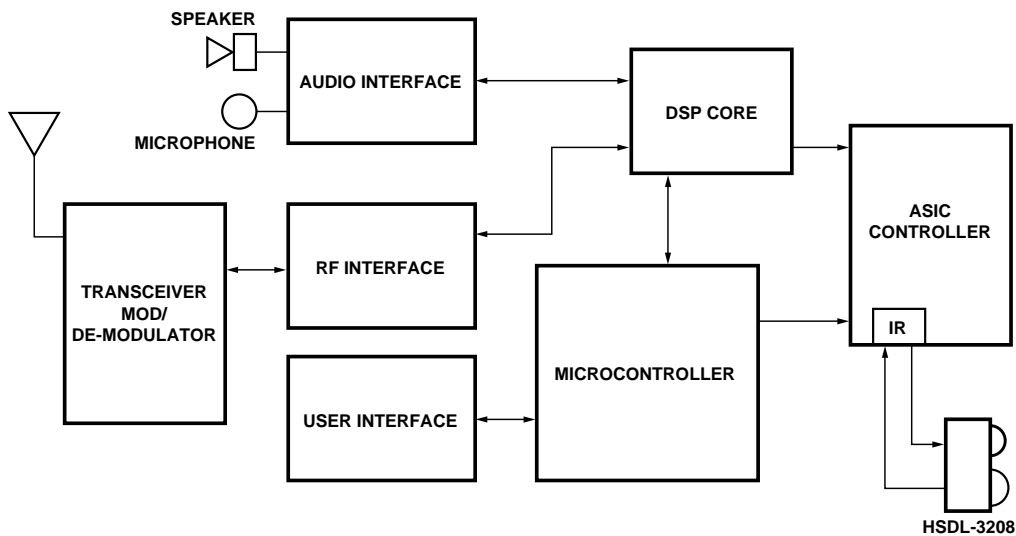 SPEAKER
AUDIO INTERFACE
MICROPHONE
DSP CORE
ASIC
CONTROLLER
RF INTERFACE
TRANSCEIVER
MOD/
DE-MODULATOR
IR
MICROCONTROLLER
USER INTERFACE
HSDL-3208